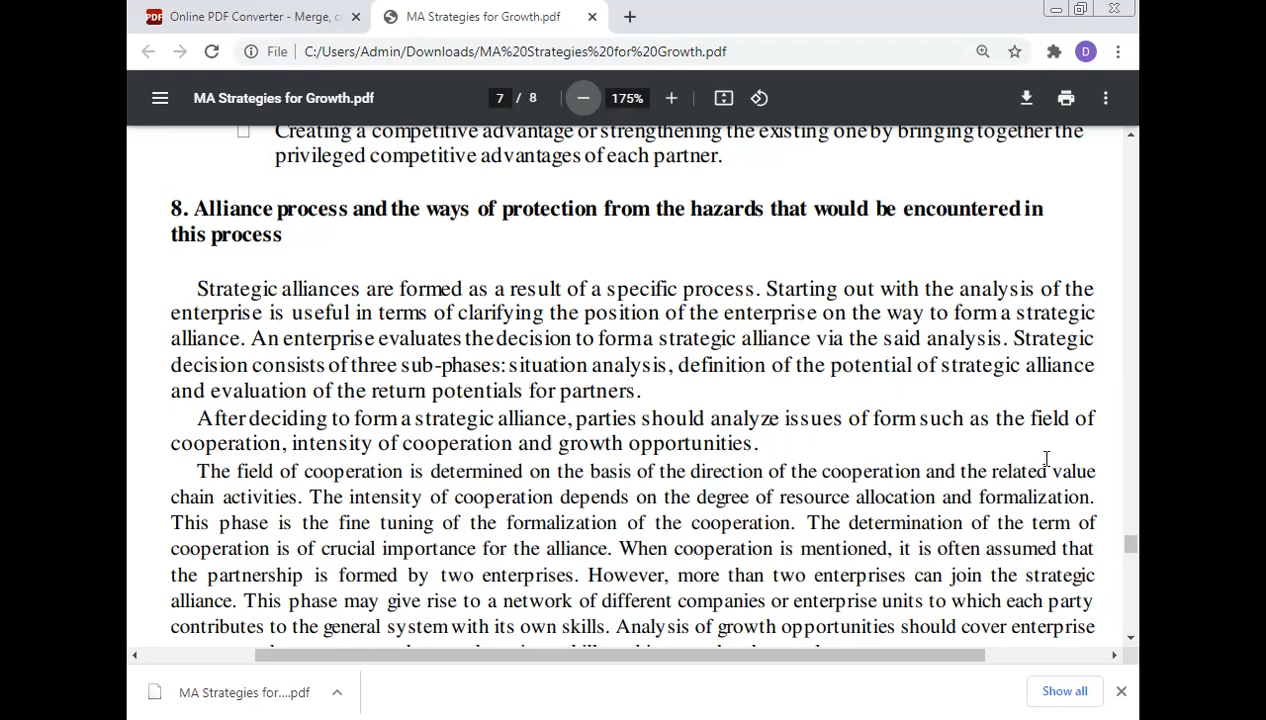 Online PDF Converter - Merge, c
MA Strategies for Growth.pdf
File
C:/Users/Admin/Downloads/MA%20Strategies%20for%20Growth.pdf
D
MA Strategies for Growth.pdf
7 / 8
175%
Creating a competitive advantage or strengthening the existing one by bringing together the
privileged competitive advantages of each partner.
8. Alliance process and the ways of protection from the hazards that would be encountered in
this process
Strategic alliances are formed as a result of a specific process. Starting out with the analysis of the
enterprise is useful in terms of clarifying the position of the enterprise on the way to form a strategic
alliance. An enterprise evaluates the decision to form a strategic alliance via the said analysis. Strategic
decision consists of three sub-phases: situation analysis, definition of the potential of strategic alliance
and evaluation of the return potentials for partners.
After deciding to form a strategic alliance, parties should analyze issues of form such as the field of
cooperation, intensity of cooperation and growth opportunities.
The field of cooperation is determined on the basis of the direction of the cooperation and the related value
chain activities. The intensity of cooperation depends on the degree of resource allocation and formalization.
This phase is the fine tuning of the formalization of the cooperation. The determination of the term of
cooperation is of crucial importance for the alliance. When cooperation is mentioned, it is often assumed that
the partnership is formed by two enterprises. However, more than two enterprises can join the strategic
alliance. This phase may give rise to a network of different companies or enterprise units to which each party
contributes to the general system with its own skills. Analysis of growth opportunities should cover enterprise
MA Strategies for....pdf
Show all